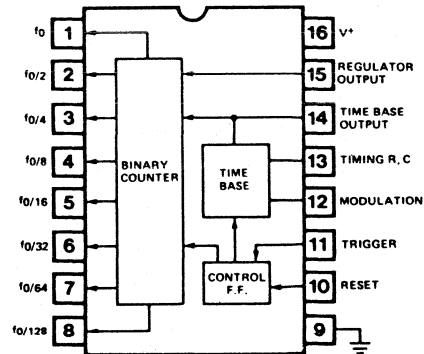 f0 1
f0/2 2
f0/4 3
f0/8 4
f0/16 5
f0/32 6
f0/64 7
f0/128 8
BINARY
COUNTER
TIME
BASE
CONTROL
F.F.
16 V+
15 REGULATOR
OUTPUT
14 TIME BASE
OUTPUT
13 TIMING R, C
12 MODULATION
11 TRIGGER
10 RESET
9